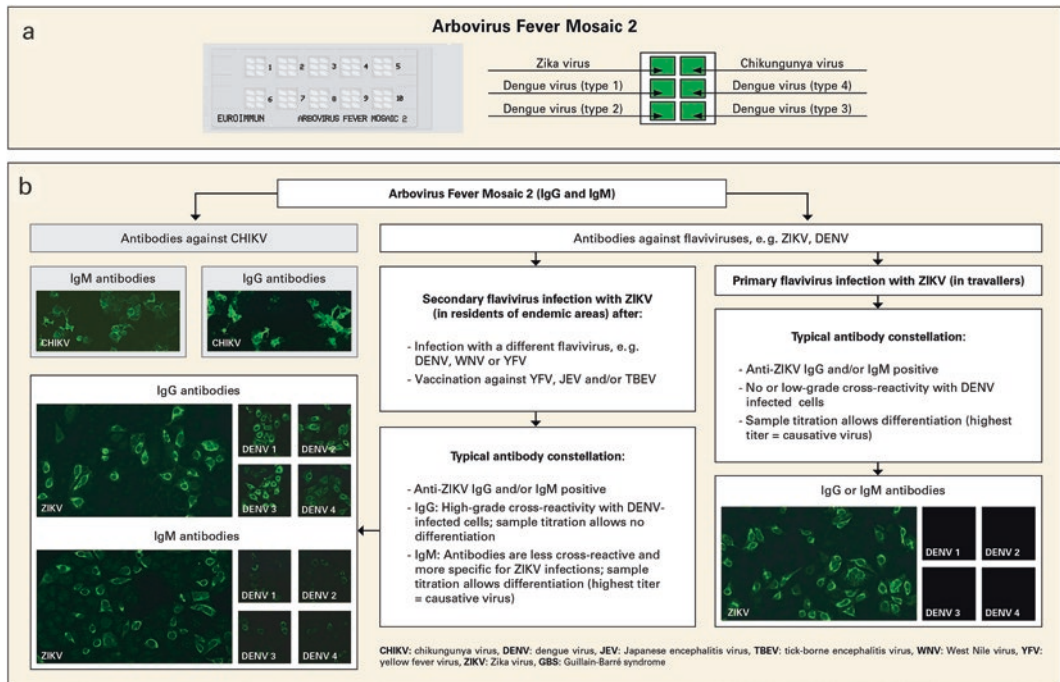 a
Arbovirus Fever Mosaic 2
1 2 3 4 5
6 7 8 9 10
EUROIMMUN ARBOVIRUS FEVER MOSAIC 2
Zika virus
Dengue virus (type 1)
Dengue virus (type 2)
Chikungunya virus
Dengue virus (type 4)
Dengue virus (type 3)
b
Arbovirus Fever Mosaic 2 (IgG and IgM)
Antibodies against CHIKV
IgM antibodies
CHIKV
IgG antibodies
CHIKV
IgG antibodies
ZIKV
DENV 1
DENV 2
DENV 3
DENV 4
IgM antibodies
ZIKV
DENV 1
DENV 2
DENV 3
DENV 4
Antibodies against flaviviruses, e. g. ZIKV, DENV
Secondary flavivirus infection with ZIKV
(in residents of endemic areas) after:
- Infection with a different flavivirus, e. g.
DENV, WNV or YFV
- Vaccination against YFV, JEV and/or TBEV
Typical antibody constellation:
- Anti-ZIKV IgG and/or IgM positive
- IgG: High-grade cross-reactivity with DENV-
infected cells; sample titration allows no
differentiation
- IgM: Antibodies are less cross-reactive and
more specific for ZIKV infections; sample
titration allows differentiation (highest titer
= causative virus)
Primary flavivirus infection with ZIKV (in travallers)
Typical antibody constellation:
- Anti-ZIKV IgG and/or IgM positive
- No or low-grade cross-reactivity with DENV
infected cells
- Sample titration allows differentiation (highest
titer = causative virus)
IgG or IgM antibodies
ZIKV
DENV 1
DENV 2
DENV 3
DENV 4
CHIKV: chikungunya virus, DENV: dengue virus, JEV: Japanese encephalitis virus, TBEV: tick-borne encephalitis virus, WNV: West Nile virus, YFV:
yellow fever virus, ZIKV: Zika virus, GBS: Guillain-Barré syndrome